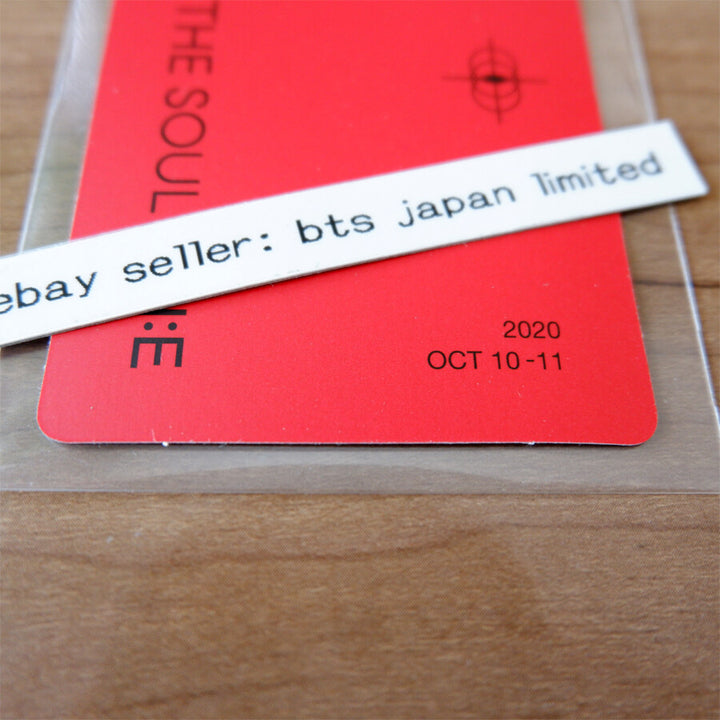 THE SOUL
:E
ebay seller: bts japan limited
2020
OCT 10-11